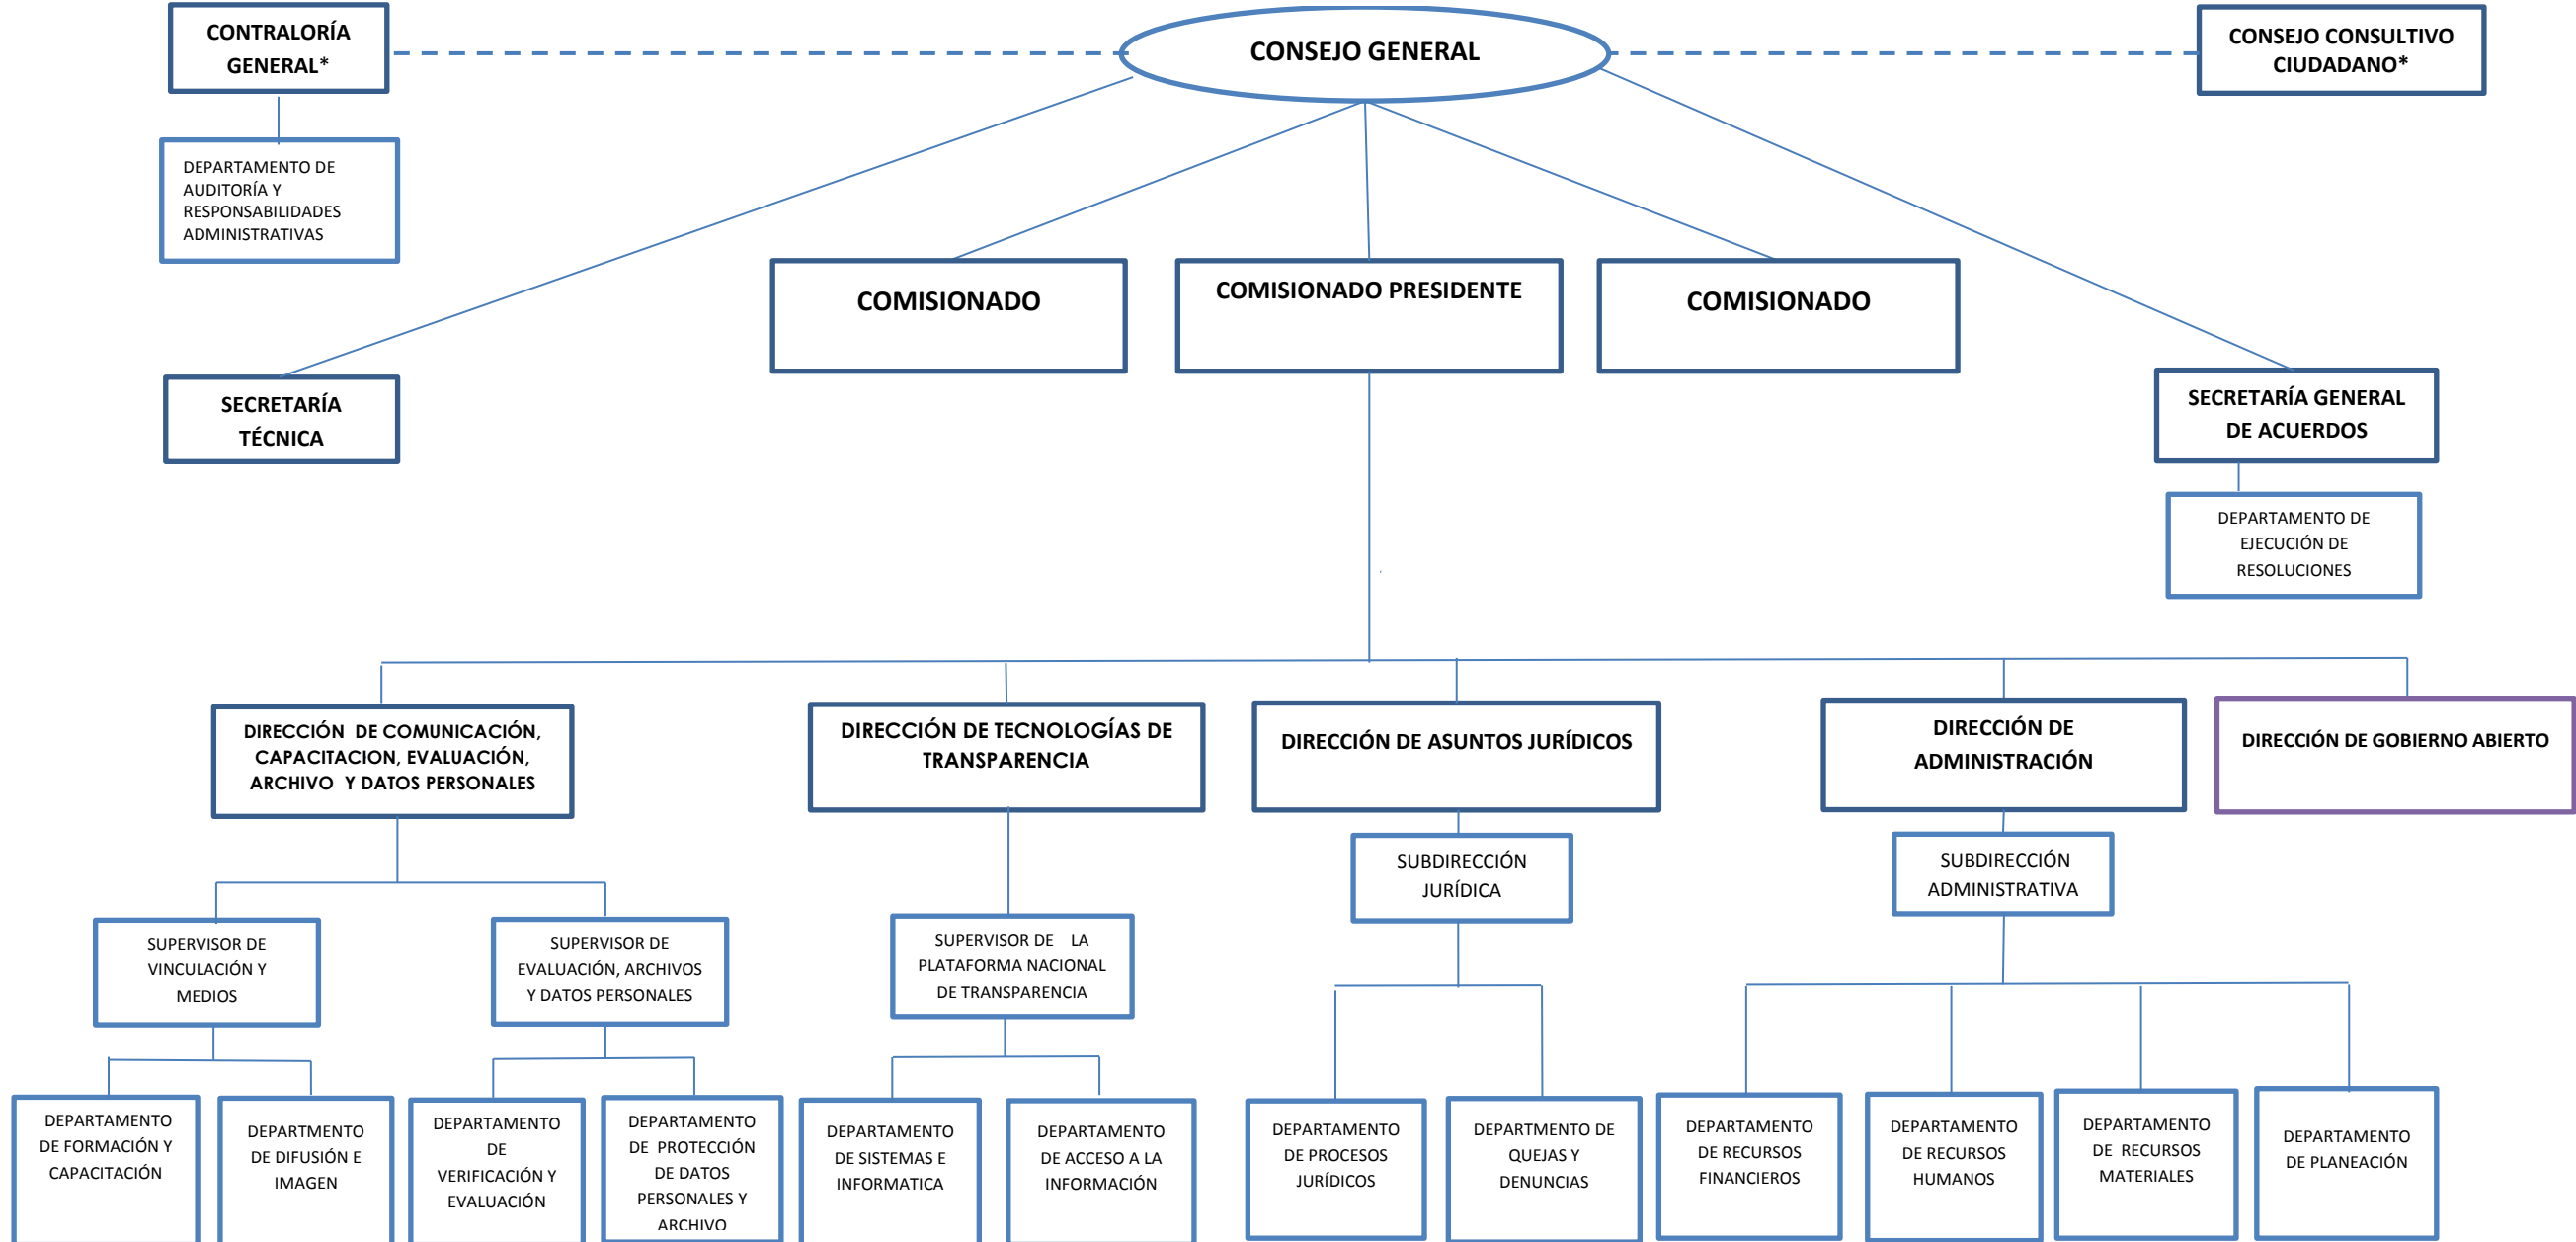 CONTRALORÍA
GENERAL*
CONSEJO GENERAL
CONSEJO CONSULTIVO
CIUDADANO*
DEPARTAMENTO DE
AUDITORÍA Y
RESPONSABILIDADES
ADMINISTRATIVAS
COMISIONADO
COMISIONADO PRESIDENTE
COMISIONADO
SECRETARÍA
TÉCNICA
SECRETARÍA GENERAL
DE ACUERDOS
DEPARTAMENTO DE
EJECUCIÓN DE
RESOLUCIONES
DIRECCIÓN DE COMUNICACIÓN,
CAPACITACION, EVALUACIÓN,
ARCHIVO Y DATOS PERSONALES
DIRECCIÓN DE TECNOLOGÍAS DE
TRANSPARENCIA
DIRECCIÓN DE ASUNTOS JURÍDICOS
DIRECCIÓN DE
ADMINISTRACIÓN
DIRECCIÓN DE GOBIERNO ABIERTO
SUBDIRECCIÓN
JURÍDICA
SUBDIRECCIÓN
ADMINISTRATIVA
SUPERVISOR DE
VINCULACIÓN Y
MEDIOS
SUPERVISOR DE
EVALUACIÓN, ARCHIVOS
Y DATOS PERSONALES
SUPERVISOR DE LA
PLATAFORMA NACIONAL
DE TRANSPARENCIA
DEPARTAMENTO
DE FORMACIÓN Y
CAPACITACIÓN
DEPARTMENTO
DE DIFUSIÓN E
IMAGEN
DEPARTAMENTO
DE
VERIFICACIÓN Y
EVALUACIÓN
DEPARTAMENTO
DE PROTECCIÓN
DE DATOS
PERSONALES Y
ARCHIVO
DEPARTAMENTO
DE SISTEMAS E
INFORMATICA
DEPARTAMENTO
DE ACCESO A LA
INFORMACIÓN
DEPARTAMENTO
DE PROCESOS
JURÍDICOS
DEPARTMENTO DE
QUEJAS Y
DENUNCIAS
DEPARTAMENTO
DE RECURSOS
FINANCIEROS
DEPARTAMENTO
DE RECURSOS
HUMANOS
DEPARTAMENTO
DE RECURSOS
MATERIALES
DEPARTAMENTO
DE PLANEACIÓN